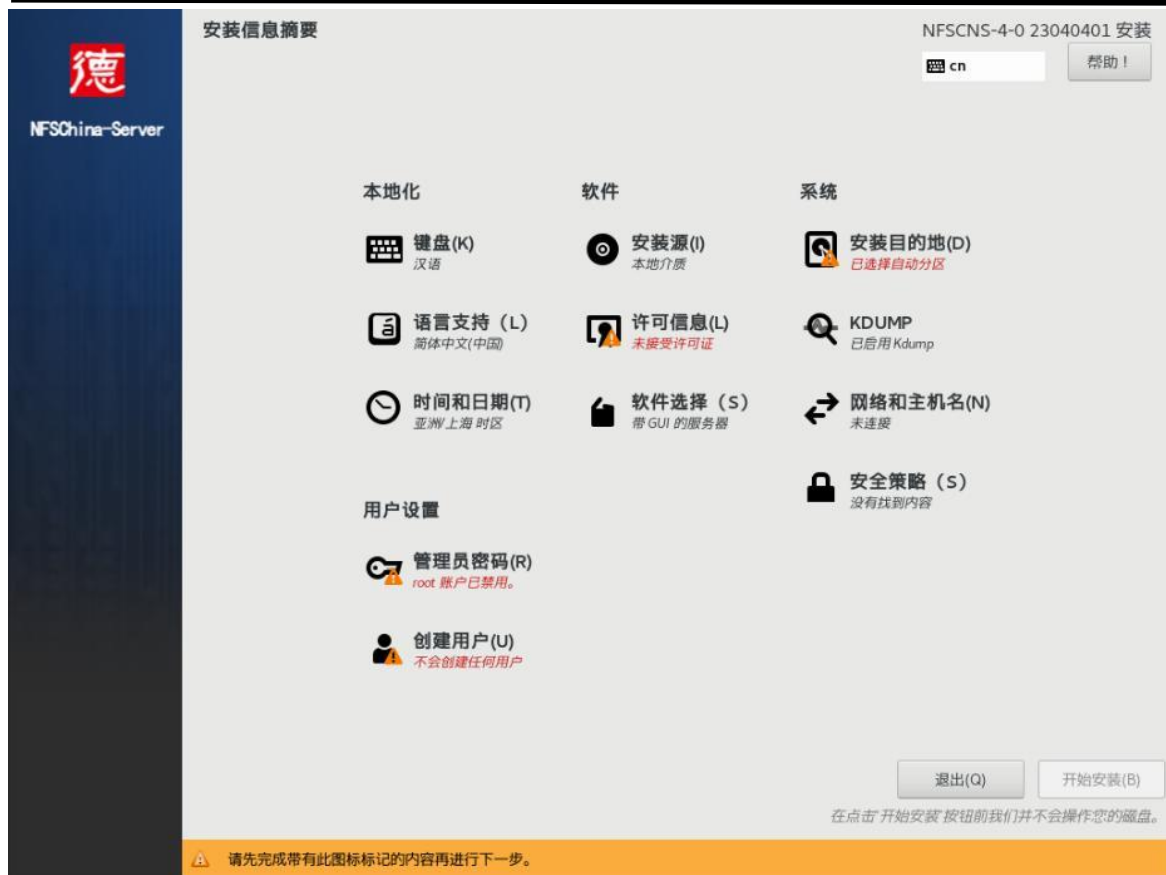 安装信息摘要
NFSCNS-4-0 23040401 安装
cn
帮助！
德
NFSChina-Server
本地化
键盘(K)
汉语
语言支持（L）
简体中文(中国)
时间和日期(T)
亚洲/上海 时区
软件
安装源(I)
本地介质
许可信息(L)
未接受许可证
软件选择（S）
带 GUI 的服务器
系统
安装目的地(D)
已选择自动分区
KDUMP
已启用 Kdump
网络和主机名(N)
未连接
安全策略（S）
没有找到内容
用户设置
管理员密码(R)
root 账户已禁用。
创建用户(U)
不会创建任何用户
退出(Q)
开始安装(B)
在点击'开始安装'按钮前我们并不会操作您的磁盘。
请先完成带有此图标标记的内容再进行下一步。